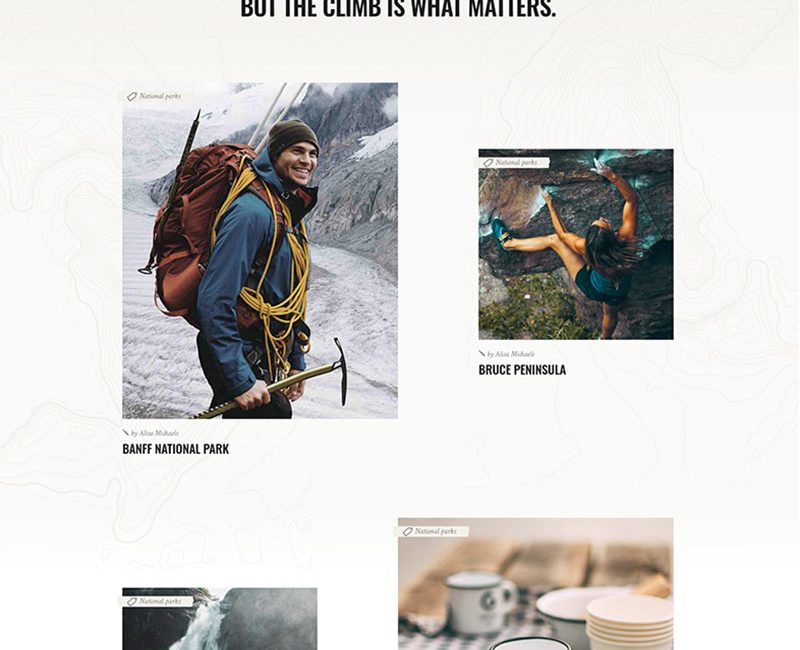 BUT THE CLIMB IS WHAT MATTERS.
National parks
National parks
by Alisa Michaels
BRUCE PENINSULA
by Alisa Michaels
BANFF NATIONAL PARK
National parks
National parks